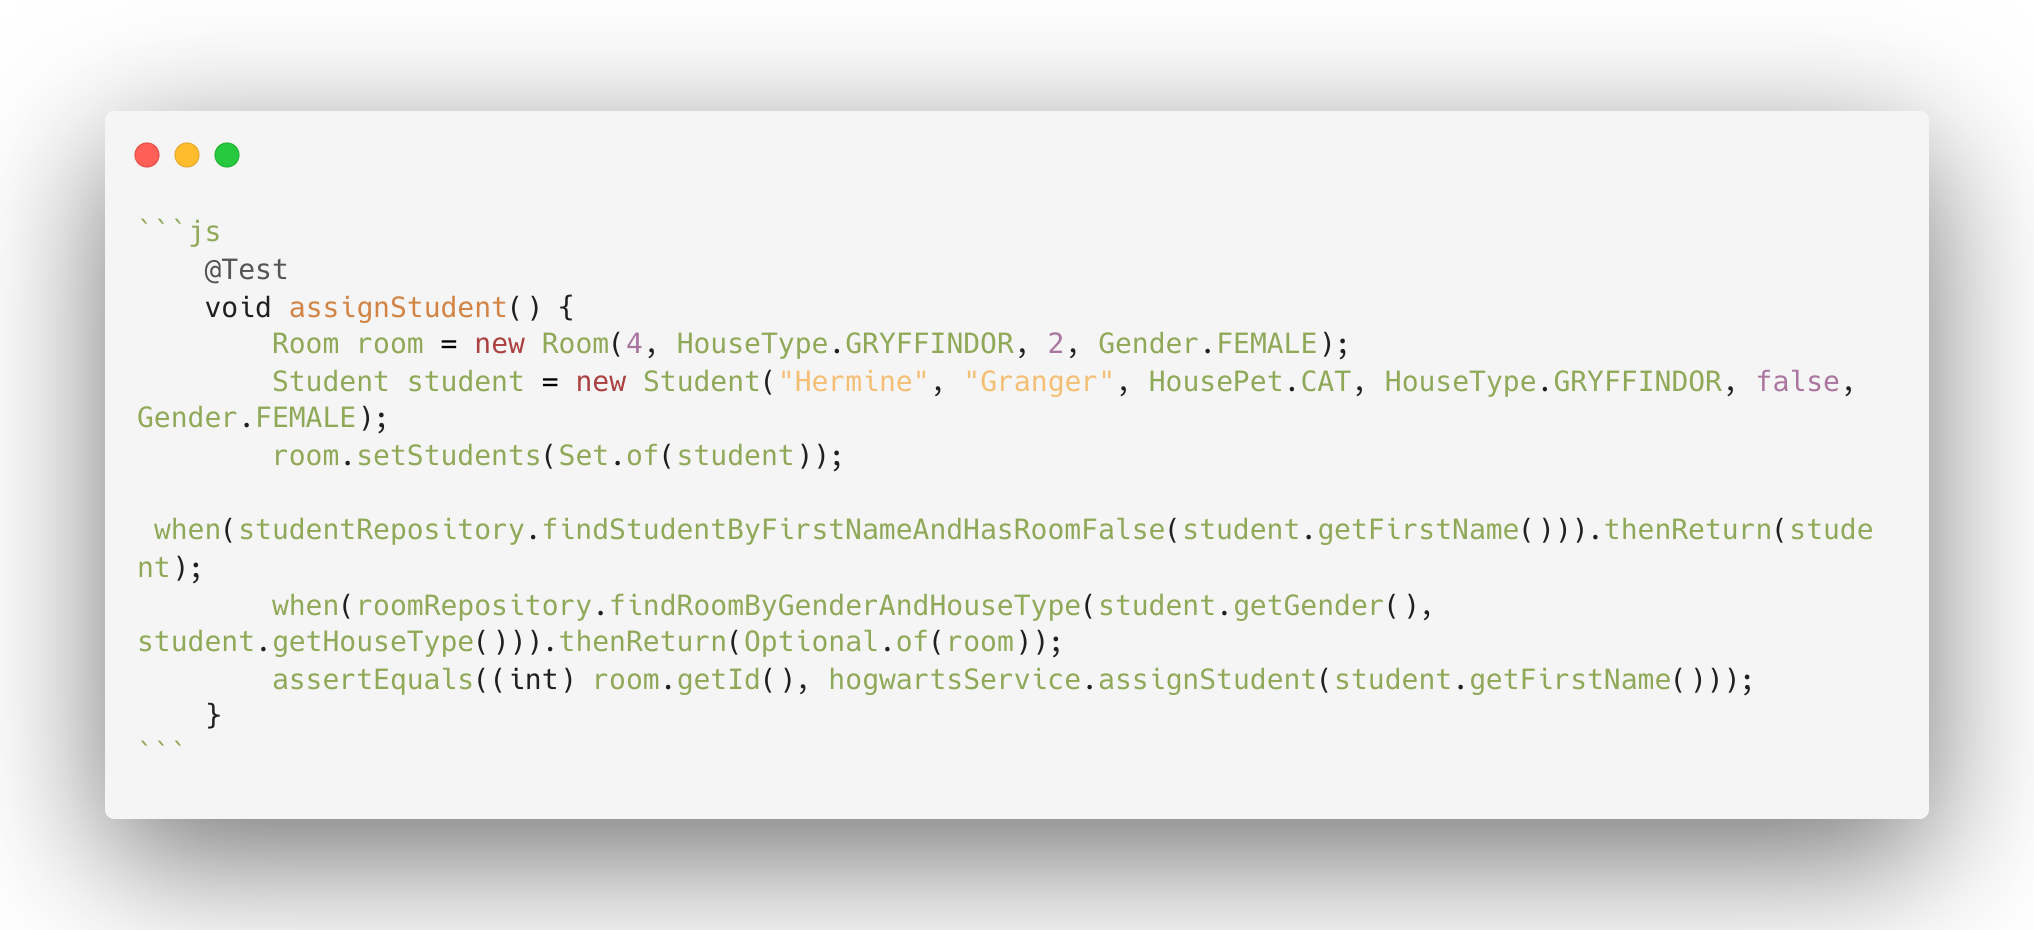 ```js
    @Test
    void assignStudent() {
        Room room = new Room(4, HouseType.GRYFFINDOR, 2, Gender.FEMALE);
        Student student = new Student("Hermine", "Granger", HousePet.CAT, HouseType.GRYFFINDOR, false,
Gender.FEMALE);
        room.setStudents(Set.of(student));

 when(studentRepository.findStudentByFirstNameAndHasRoomFalse(student.getFirstName())).thenReturn(stude
nt);
        when(roomRepository.findRoomByGenderAndHouseType(student.getGender(),
student.getHouseType())).thenReturn(Optional.of(room));
        assertEquals((int) room.getId(), hogwartsService.assignStudent(student.getFirstName()));
    }
```